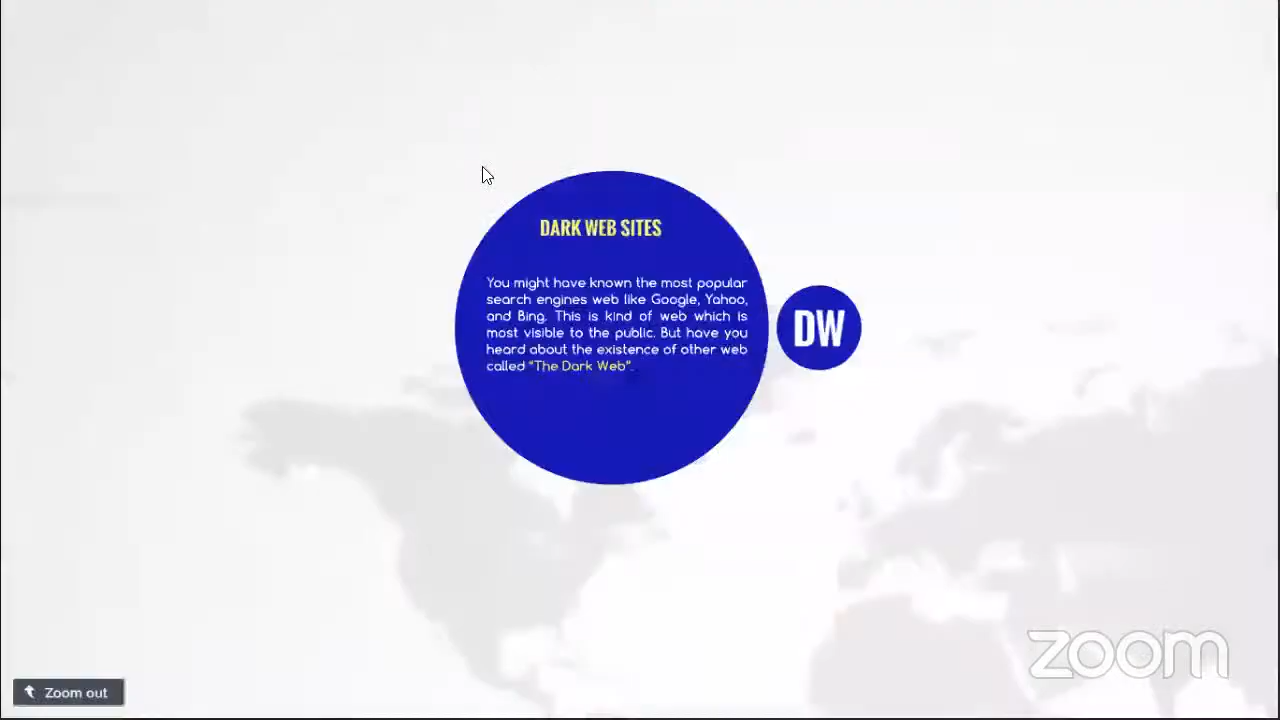 DARK WEB SITES
You might have known the most popular
search engines web like Google, Yahoo,
and Bing. This is kind of web which is
most visible to the public. But have you
heard about the existence of other web
called "The Dark Web".
DW
zoom
Zoom out